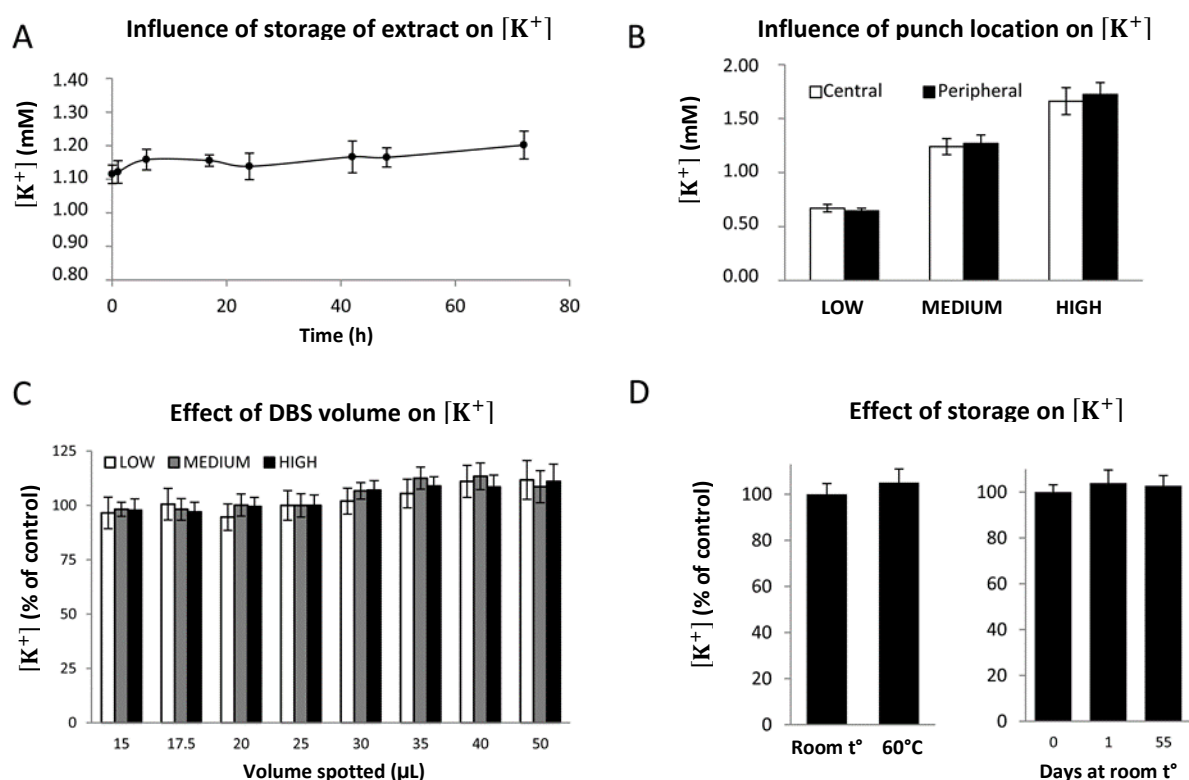 A
Influence of storage of extract on [K⁺]
[K⁺] (mM)
1.40
1.30
1.20
1.10
1.00
0.90
0.80
0
20
40
60
80
Time (h)
B
Influence of punch location on [K⁺]
[K⁺] (mM)
2.00
1.50
1.00
0.50
0.00
Central
Peripheral
LOW
MEDIUM
HIGH
C
Effect of DBS volume on [K⁺]
[K⁺] (% of control)
125
100
75
50
25
0
LOW
MEDIUM
HIGH
15
17.5
20
25
30
35
40
50
Volume spotted (µL)
D
Effect of storage on [K⁺]
[K⁺] (% of control)
100
80
60
40
20
0
Room t°
60°C
100
80
60
40
20
0
0
1
55
Days at room t°